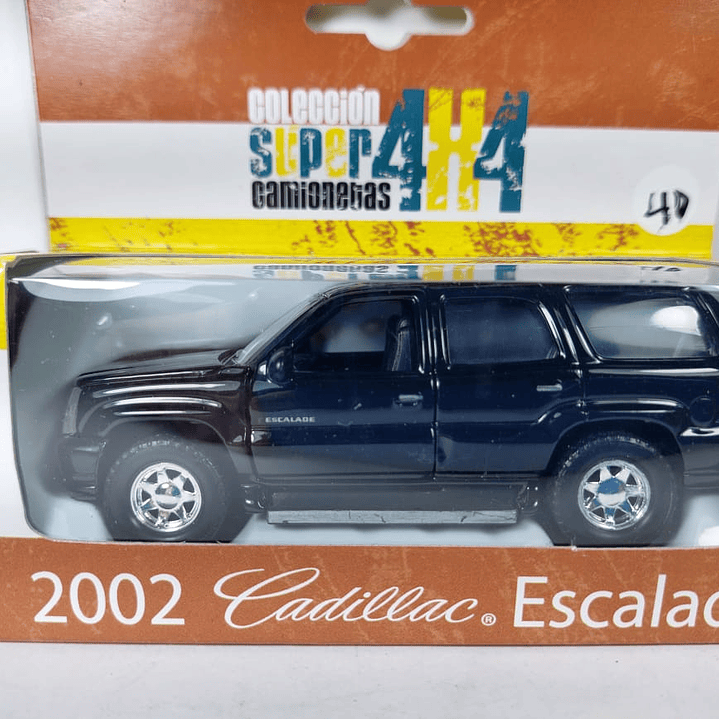 COLECCIÓN
SUPER 4X4
camionetas
40
ESCALADE
2002 Cadillac® Escalad